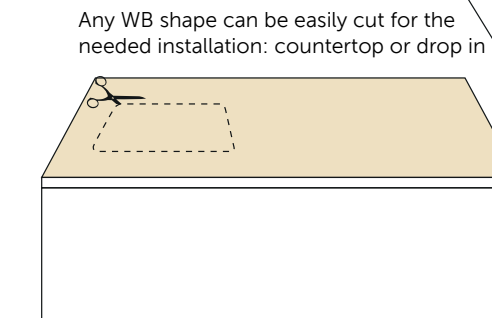 Any WB shape can be easily cut for the
needed installation: countertop or drop in